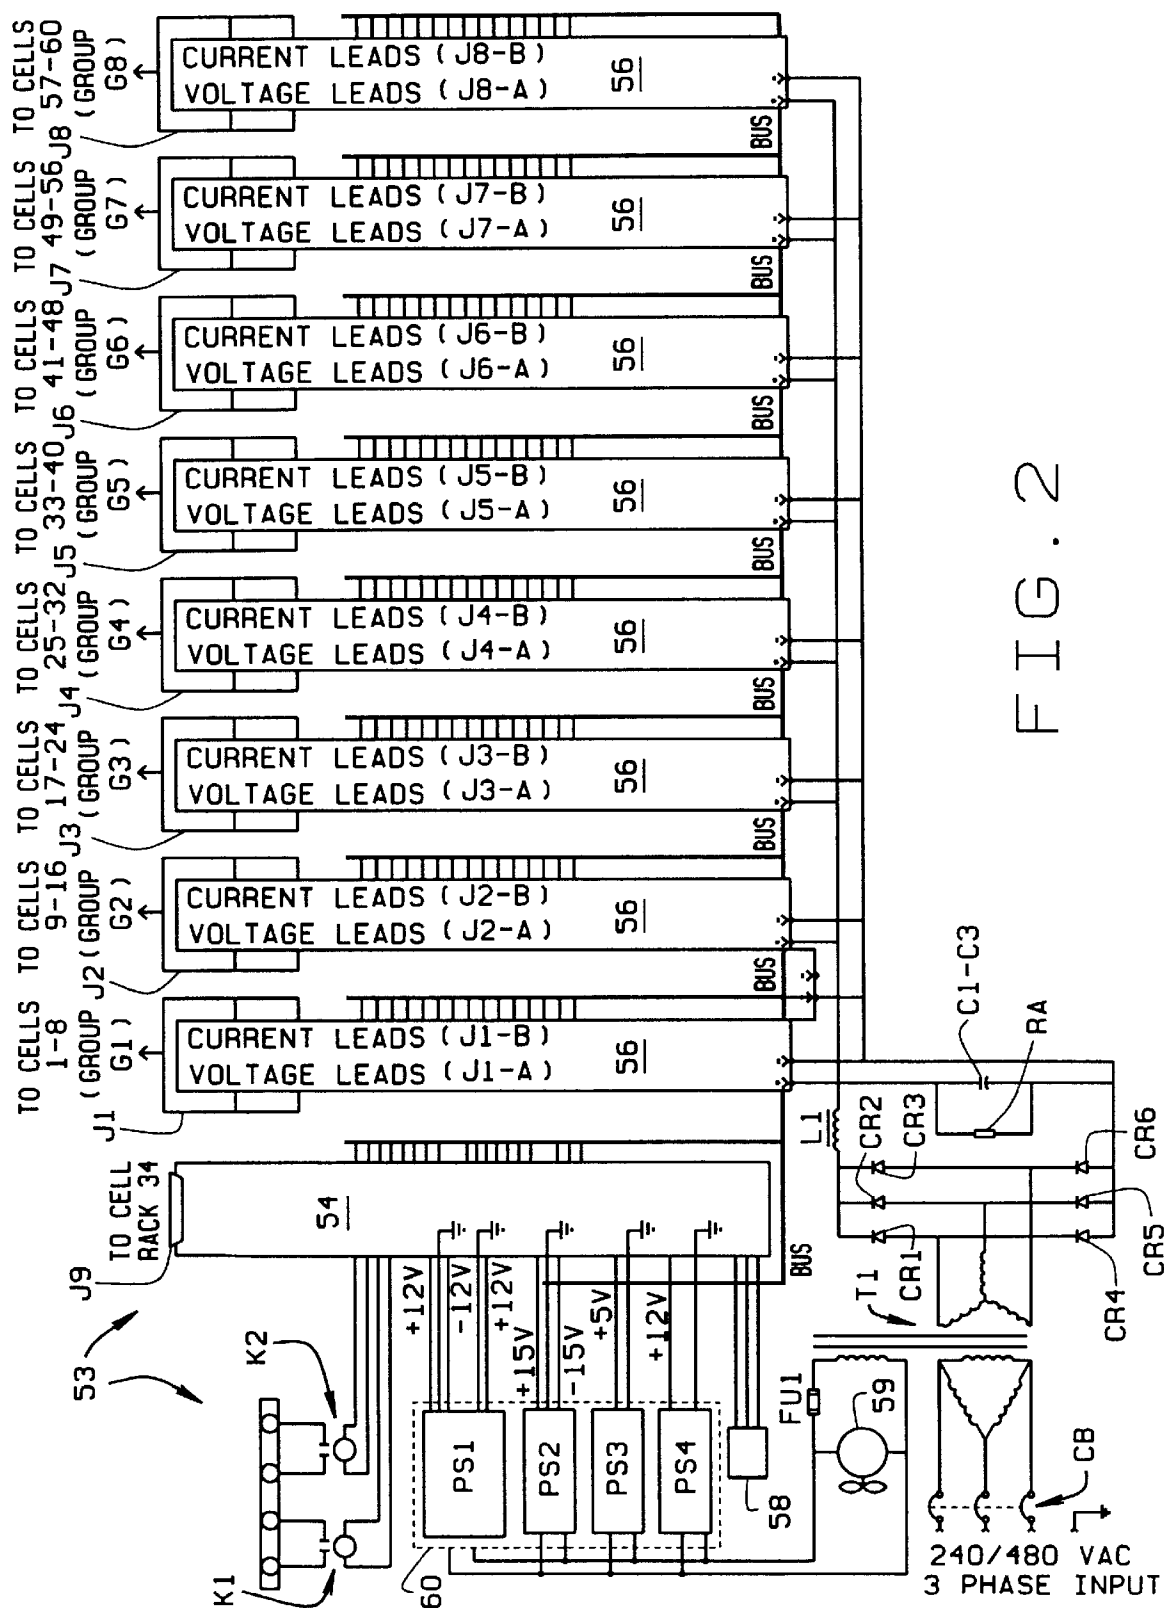 TO CELLS
1-8
(GROUP
G1)
J1
TO CELLS
9-16
J2 (GROUP
G2)
TO CELLS
17-24
J3 (GROUP
G3)
TO CELLS
25-32
J4 (GROUP
G4)
TO CELLS
33-40
J5 (GROUP
G5)
TO CELLS
41-48
J6 (GROUP
G6)
TO CELLS
49-56
J7 (GROUP
G7)
TO CELLS
57-60
J8 (GROUP
G8)
CURRENT LEADS (J1-B)
VOLTAGE LEADS (J1-A)
56
CURRENT LEADS (J2-B)
VOLTAGE LEADS (J2-A)
56
CURRENT LEADS (J3-B)
VOLTAGE LEADS (J3-A)
56
CURRENT LEADS (J4-B)
VOLTAGE LEADS (J4-A)
56
CURRENT LEADS (J5-B)
VOLTAGE LEADS (J5-A)
56
CURRENT LEADS (J6-B)
VOLTAGE LEADS (J6-A)
56
CURRENT LEADS (J7-B)
VOLTAGE LEADS (J7-A)
56
CURRENT LEADS (J8-B)
VOLTAGE LEADS (J8-A)
56
BUS
BUS
BUS
BUS
BUS
BUS
BUS
BUS
J9
TO CELL
RACK 34
54
53
K1
K2
+12V
-12V
+12V
+15V
-15V
+5V
+12V
PS1
PS2
PS3
PS4
60
58
FU1
59
T1
L1
CR1
CR2
CR3
CR4
CR5
CR6
C1-C3
RA
CB
240/480 VAC
3 PHASE INPUT
FIG. 2